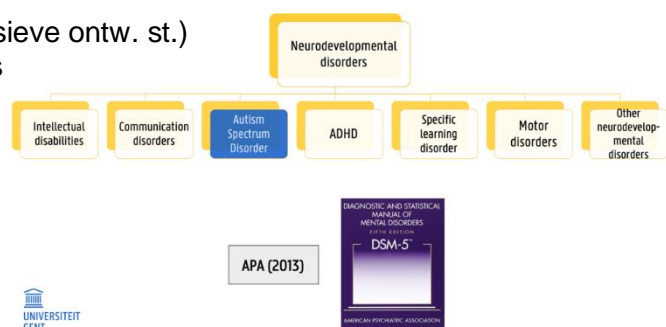 sieve ontw. st.)
s
Neurodevelopmental
disorders
Intellectual
disabilities
Communication
disorders
Autism
Spectrum
Disorder
ADHD
Specific
learning
disorder
Motor
disorders
Other
neurodevelop-
mental
disorders
APA (2013)
DIAGNOSTIC AND STATISTICAL
MANUAL OF
MENTAL DISORDERS
FIFTH EDITION
DSM-5™
AMERICAN PSYCHIATRIC ASSOCIATION
UNIVERSITEIT
GENT